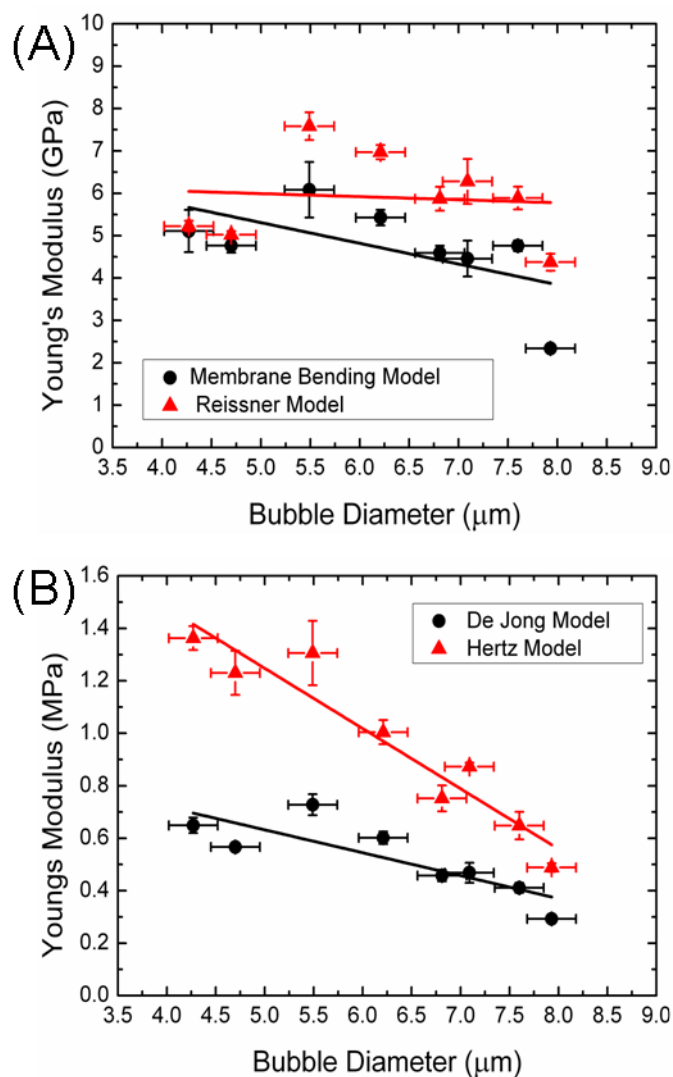 (A)
10
9
8
7
6
5
4
3
2
1
0
Young's Modulus (GPa)
Membrane Bending Model
Reissner Model
3.5 4.0 4.5 5.0 5.5 6.0 6.5 7.0 7.5 8.0 8.5 9.0
Bubble Diameter (μm)
(B)
1.6
1.4
1.2
1.0
0.8
0.6
0.4
0.2
0.0
Youngs Modulus (MPa)
De Jong Model
Hertz Model
3.5 4.0 4.5 5.0 5.5 6.0 6.5 7.0 7.5 8.0 8.5 9.0
Bubble Diameter (μm)